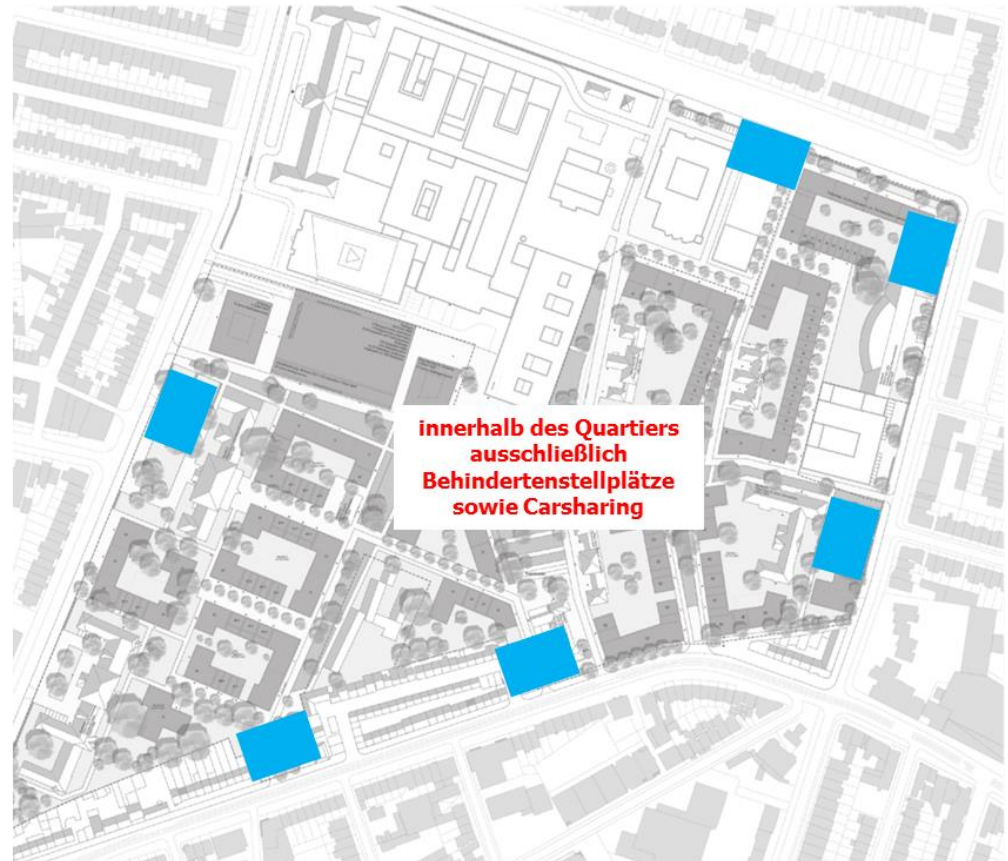 innerhalb des Quartiers
ausschließlich
Behindertenstellplätze
sowie Carsharing